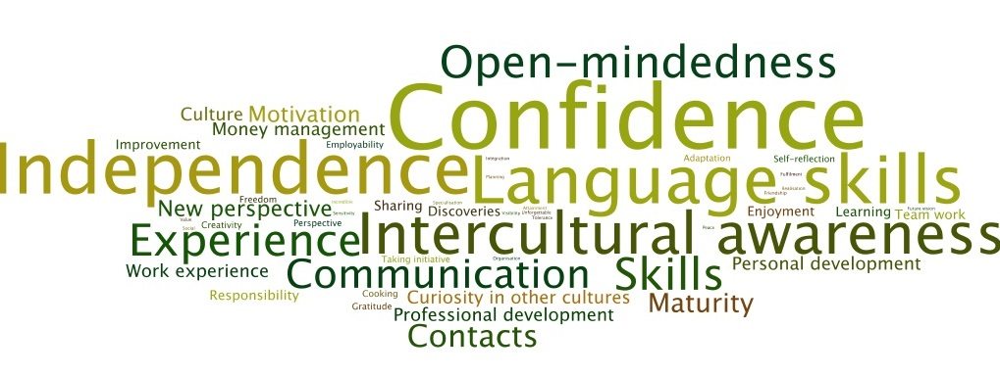 Open-mindedness
Confidence
Culture Motivation
Money management
Improvement
Employability
Independence
Integration
Adaptation
Self-reflection
Language skills
Planning
Fulfilment
Realisation
Friendship
Freedom
Incredible
Specialisation
New perspective
Sensitivity
Sharing
Discoveries
Visibility
Attainment
Unforgettable
Tolerance
Enjoyment
Learning
Future vision
Team work
Value
Creativity
Perspective
Social
Peace
Experience
Intercultural awareness
Taking initiative
Organisation
Work experience
Communication
Skills
Personal development
Responsibility
Cooking
Curiosity in other cultures
Maturity
Gratitude
Professional development
Contacts